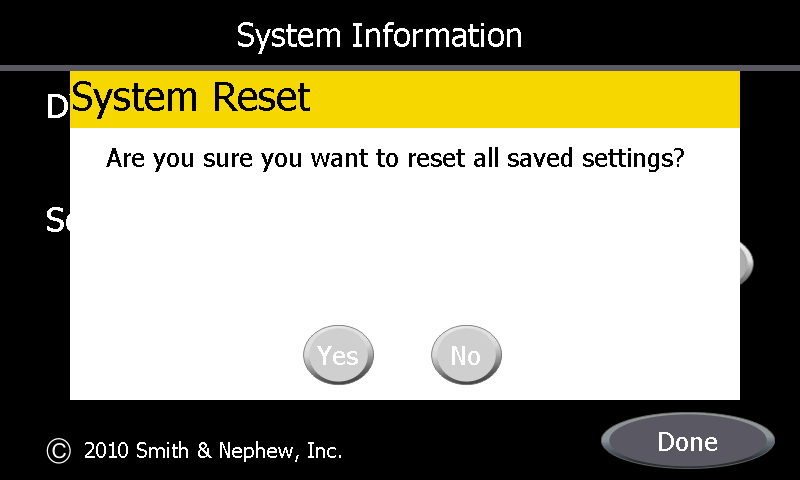 System Information
D
System Reset
Are you sure you want to reset all saved settings?
Yes No
© 2010 Smith & Nephew, Inc.
Done